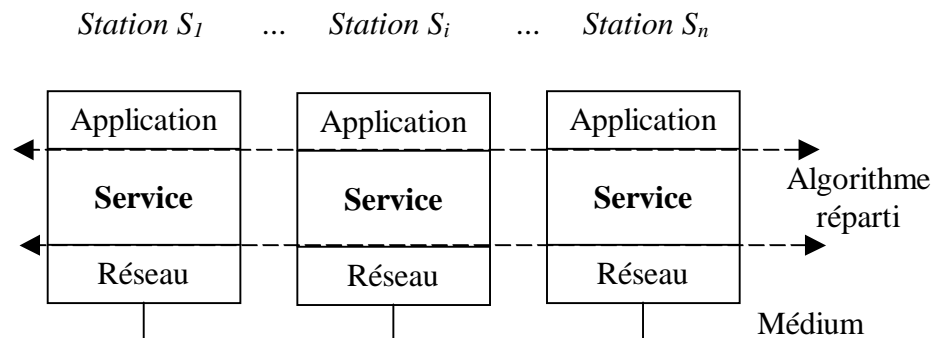 Station S1 ... Station Si ... Station Sn
Application Application Application
Service Service Service
Algorithme
réparti
Réseau Réseau Réseau
Médium